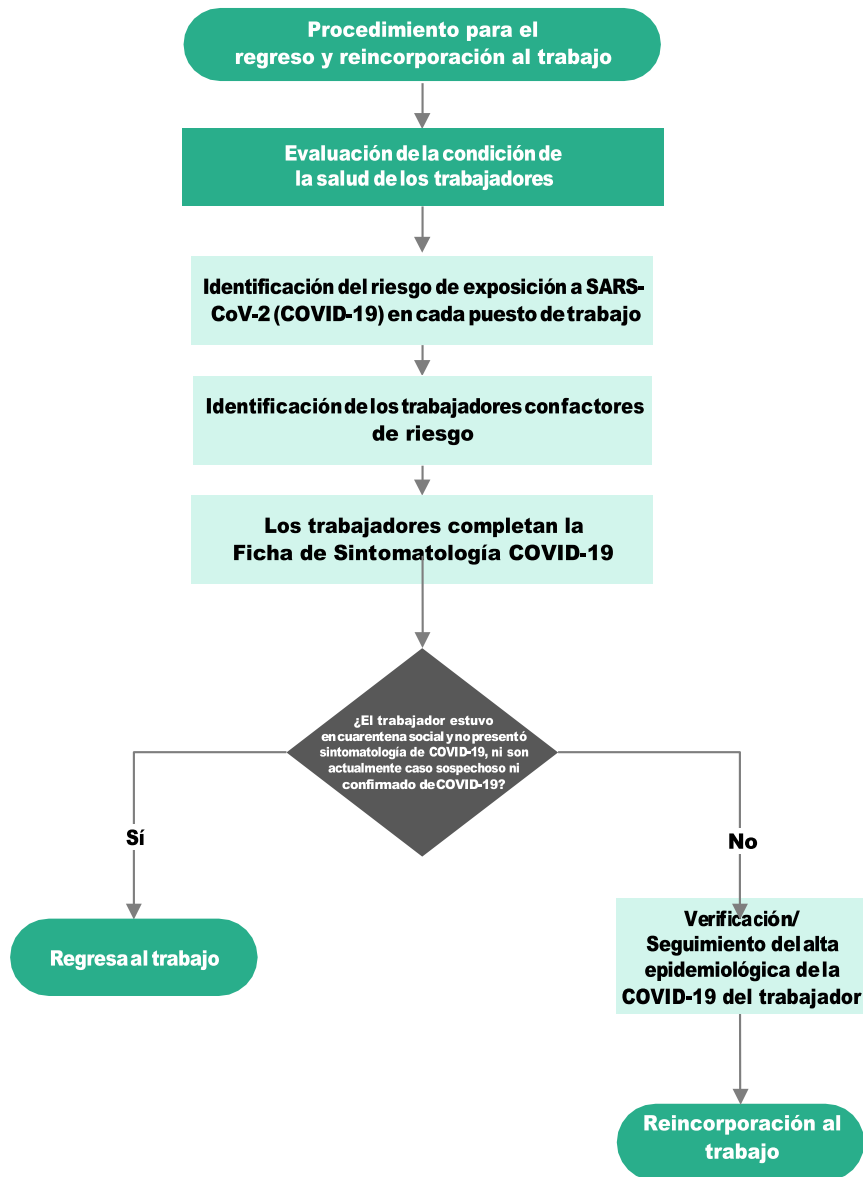 Procedimiento para el
regreso y reincorporación al trabajo
Evaluación de la condición de
la salud de los trabajadores
Identificación del riesgo de exposición a SARS-
CoV-2 (COVID-19) en cada puesto de trabajo
Identificación de los trabajadores con factores
de riesgo
Los trabajadores completan la
Ficha de Sintomatología COVID-19
¿El trabajador estuvo
en cuarentena social y no presentó
sintomatología de COVID-19, ni son
actualmente caso sospechoso ni
confirmado de COVID-19?
Sí
No
Regresa al trabajo
Verificación/
Seguimiento del alta
epidemiológica de la
COVID-19 del trabajador
Reincorporación al
trabajo